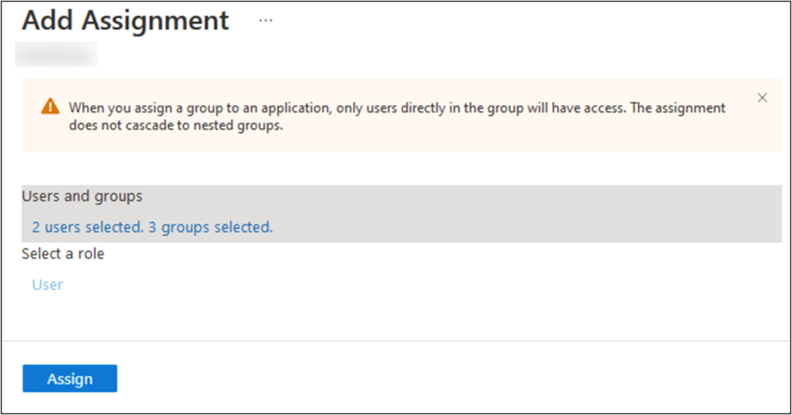 Add Assignment ...
When you assign a group to an application, only users directly in the group will have access. The assignment
does not cascade to nested groups.
Users and groups
2 users selected. 3 groups selected.
Select a role
User
Assign